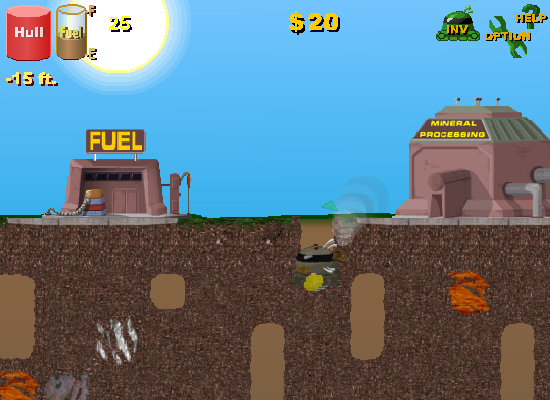 F
Hull
Fuel
25
$ 20
HELP
INV
OPTION
E
-15 ft.
MINERAL
PROCESSING
FUEL